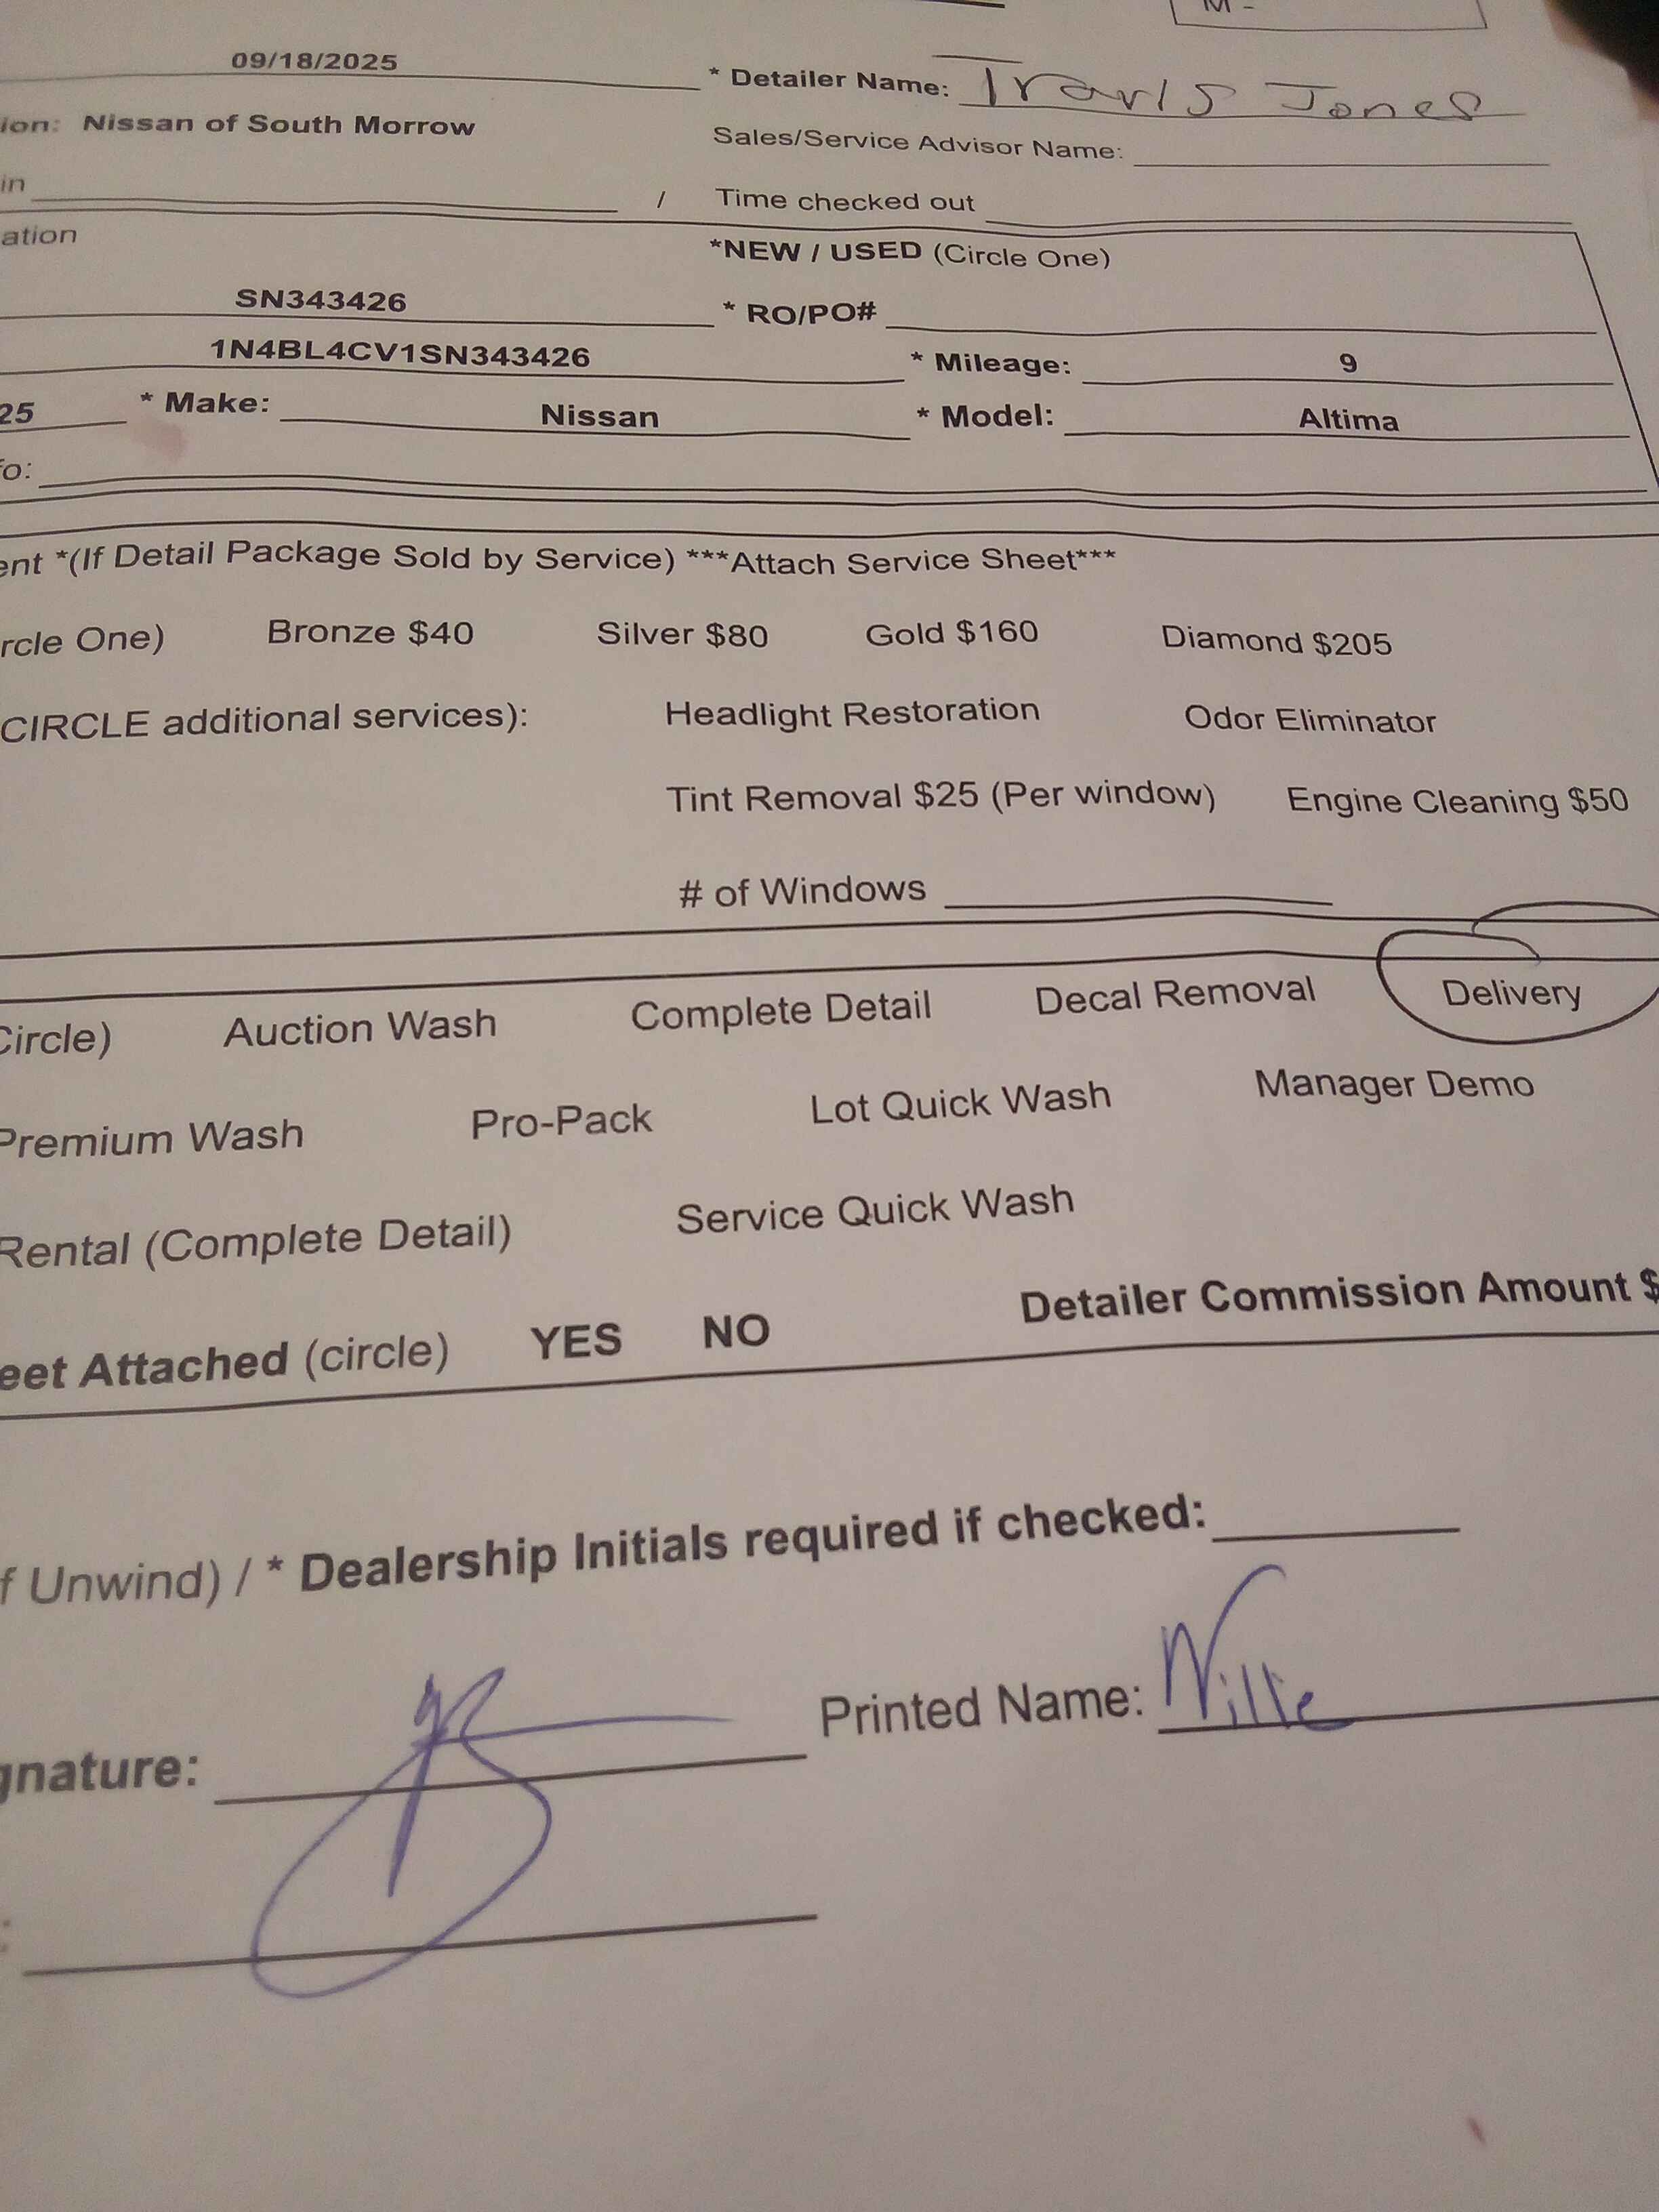 M -
09/18/2025 * Detailer Name: Travis Jones
ion: Nissan of South Morrow
Sales/Service Advisor Name:
in / Time checked out
ation *NEW / USED (Circle One)
SN343426 * RO/PO#
1N4BL4CV1SN343426 * Mileage: 9
25 * Make: Nissan * Model: Altima
fo:
ent *(If Detail Package Sold by Service) ***Attach Service Sheet***
rcle One) Bronze $40 Silver $80 Gold $160 Diamond $205
CIRCLE additional services): Headlight Restoration Odor Eliminator
Tint Removal $25 (Per window) Engine Cleaning $50
# of Windows
Circle) Auction Wash Complete Detail Decal Removal Delivery
Premium Wash Pro-Pack Lot Quick Wash Manager Demo
Rental (Complete Detail) Service Quick Wash
eet Attached (circle) YES NO Detailer Commission Amount $
f Unwind) / * Dealership Initials required if checked:
gnature: Printed Name: Willie
: